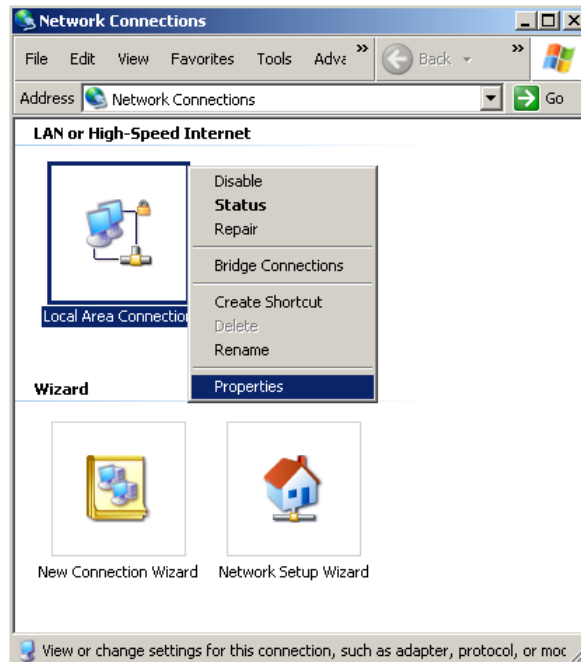 Network Connections
File Edit View Favorites Tools Adva » Back »
Address Network Connections Go
LAN or High-Speed Internet
Local Area Connection
Disable
Status
Repair
Bridge Connections
Create Shortcut
Delete
Rename
Properties
Wizard
New Connection Wizard Network Setup Wizard
View or change settings for this connection, such as adapter, protocol, or moc